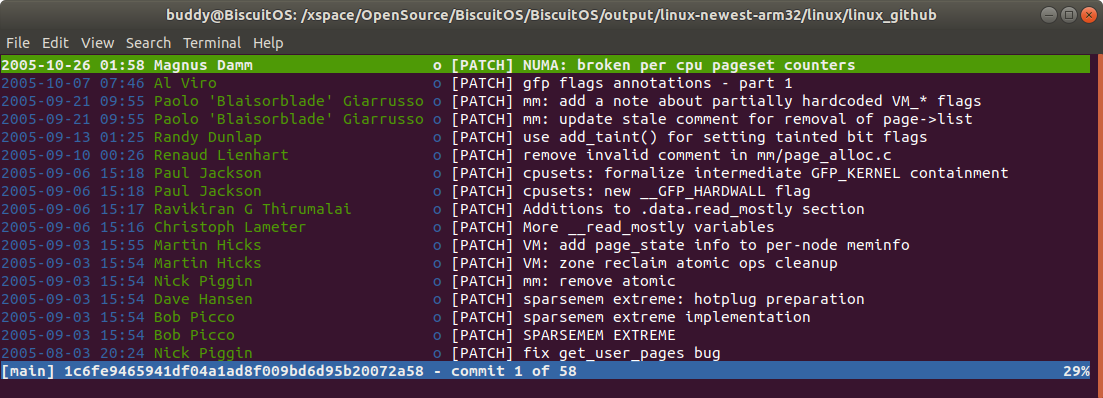 buddy@BiscuitOS: /xspace/OpenSource/BiscuitOS/BiscuitOS/output/linux-newest-arm32/linux/linux_github
File Edit View Search Terminal Help
2005-10-26 01:58 Magnus Damm o [PATCH] NUMA: broken per cpu pageset counters
2005-10-07 07:46 Al Viro o [PATCH] gfp flags annotations - part 1
2005-09-21 09:55 Paolo 'Blaisorblade' Giarrusso o [PATCH] mm: add a note about partially hardcoded VM_* flags
2005-09-21 09:55 Paolo 'Blaisorblade' Giarrusso o [PATCH] mm: update stale comment for removal of page->list
2005-09-13 01:25 Randy Dunlap o [PATCH] use add_taint() for setting tainted bit flags
2005-09-10 00:26 Renaud Lienhart o [PATCH] remove invalid comment in mm/page_alloc.c
2005-09-06 15:18 Paul Jackson o [PATCH] cpusets: formalize intermediate GFP_KERNEL containment
2005-09-06 15:18 Paul Jackson o [PATCH] cpusets: new __GFP_HARDWALL flag
2005-09-06 15:17 Ravikiran G Thirumalai o [PATCH] Additions to .data.read_mostly section
2005-09-06 15:16 Christoph Lameter o [PATCH] More __read_mostly variables
2005-09-03 15:55 Martin Hicks o [PATCH] VM: add page_state info to per-node meminfo
2005-09-03 15:54 Martin Hicks o [PATCH] VM: zone reclaim atomic ops cleanup
2005-09-03 15:54 Nick Piggin o [PATCH] mm: remove atomic
2005-09-03 15:54 Dave Hansen o [PATCH] sparsemem extreme: hotplug preparation
2005-09-03 15:54 Bob Picco o [PATCH] sparsemem extreme implementation
2005-09-03 15:54 Bob Picco o [PATCH] SPARSEMEM EXTREME
2005-08-03 20:24 Nick Piggin o [PATCH] fix get_user_pages bug
[main] 1c6fe9465941df04a1ad8f009bd6d95b20072a58 - commit 1 of 58 29%